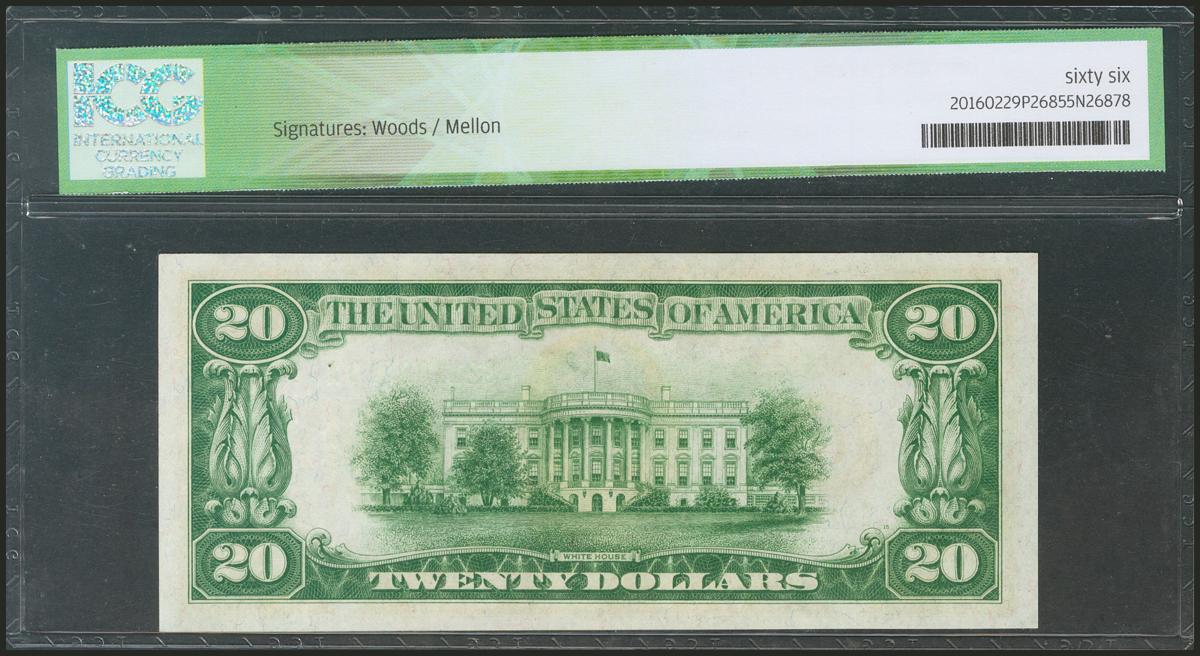 ICG
INTERNATIONAL
CURRENCY
GRADING
Signatures: Woods / Mellon
sixty six
20160229P26855N26878
20
THE UNITED STATES OF AMERICA
20
15
WHITE HOUSE
20
TWENTY DOLLARS
20